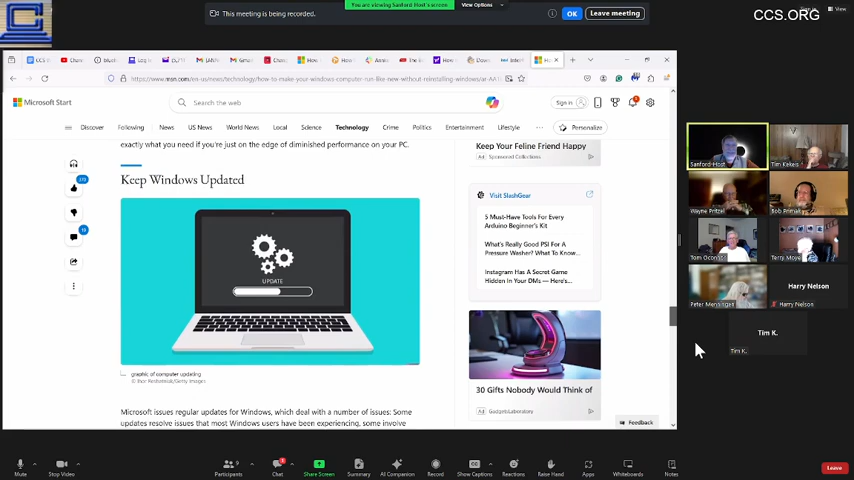 You are viewing Sanford-Host's screen
View Options
This meeting is being recorded.
OK
Leave meeting
CCS.ORG
View
https://www.msn.com/en-us/news/technology/how-to-make-your-windows-computer-run-like-new-without-reinstalling-windows/ar-AA
Microsoft Start
Search the web
Sign in
Discover
Following
News
US News
World News
Local
Science
Technology
Crime
Politics
Entertainment
Lifestyle
Personalize
exactly what you need if you're just on the edge of diminished performance on your PC.
Keep Windows Updated
UPDATE
graphic of computer updating
Microsoft issues regular updates for Windows, which deal with a number of issues: Some
updates resolve issues that most Windows users have been experiencing, some involve
Keep Your Feline Friend Happy
Ad
Sponsored Collections
Visit SlashGear
5 Must-Have Tools For Every
Arduino Beginner's Kit
What's Really Good PSI For A
Pressure Washer? What To Know...
Instagram Has A Secret Game
Hidden In Your DMs — Here's...
30 Gifts Nobody Would Think of
Ad
GadgetsLaboratory
Feedback
Sanford-Host
Tim Kekeis
Wayne Pritzel
Tom Oconnor
Peter Menningen
Harry Nelson
Harry Nelson
Tim K.
Tim K.
Mute
Stop Video
Participants
9
Chat
Share Screen
Summary
AI Companion
Record
Show Captions
Reactions
Raise Hand
Apps
Whiteboards
Notes
Leave